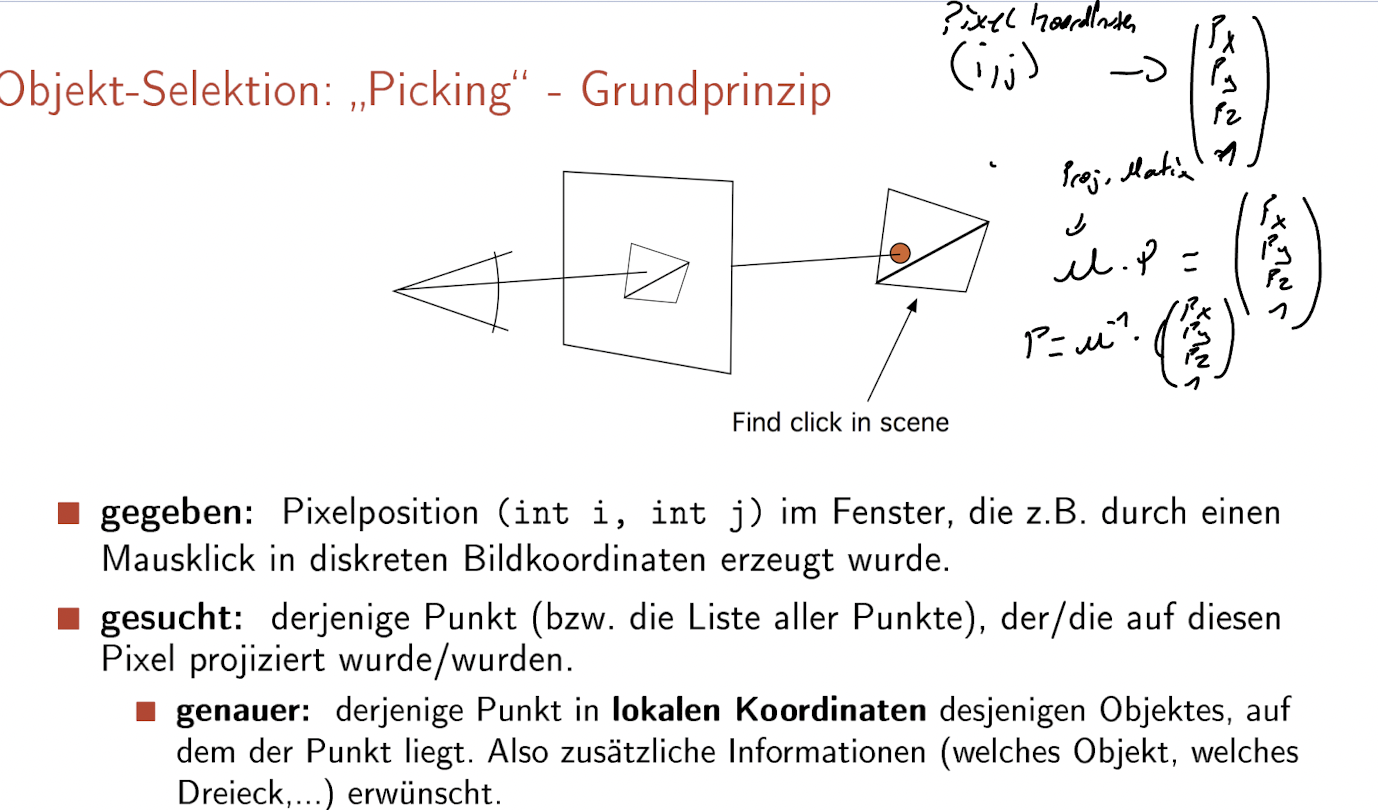 Pixel Koordinaten
(i,j) → (Px Py Pz 1)
Objekt-Selektion: „Picking“ - Grundprinzip
Proj. Matrix
M · P = (Px Py Pz 1)
P = M⁻¹ · (Px Py Pz 1)
Find click in scene
gegeben: Pixelposition (int i, int j) im Fenster, die z.B. durch einen
Mausklick in diskreten Bildkoordinaten erzeugt wurde.
gesucht: derjenige Punkt (bzw. die Liste aller Punkte), der/die auf diesen
Pixel projiziert wurde/wurden.
genauer: derjenige Punkt in lokalen Koordinaten desjenigen Objektes, auf
dem der Punkt liegt. Also zusätzliche Informationen (welches Objekt, welches
Dreieck,...) erwünscht.